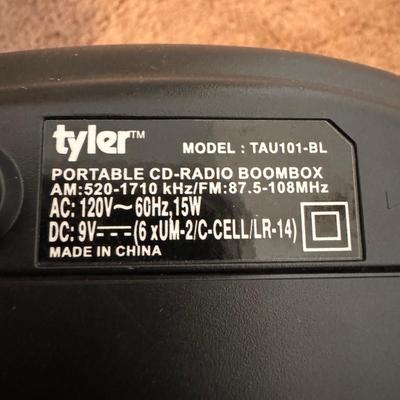 tyler™ MODEL : TAU101-BL
PORTABLE CD-RADIO BOOMBOX
AM:520-1710 kHz/FM:87.5-108MHz
AC: 120V～60Hz,15W
DC: 9V⎓(6 xUM-2/C-CELL/LR-14)
MADE IN CHINA